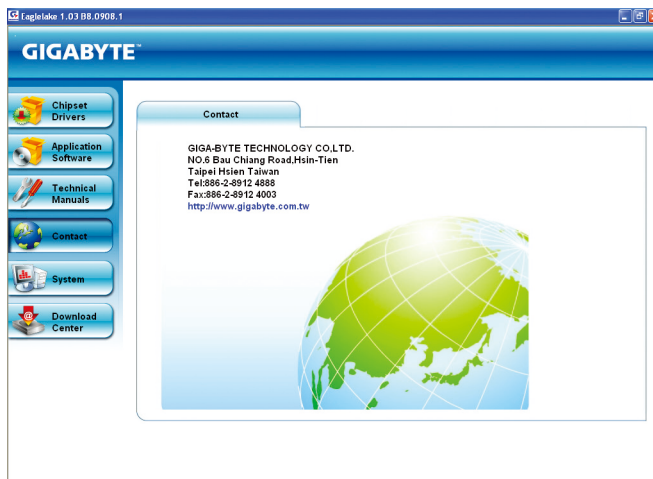 Eaglelake 1.03 B8.0908.1
GIGABYTE™
Chipset
Drivers
Application
Software
Technical
Manuals
Contact
System
Download
Center
Contact
GIGA-BYTE TECHNOLOGY CO,LTD.
NO.6 Bau Chiang Road,Hsin-Tien
Taipei Hsien Taiwan
Tel:886-2-8912 4888
Fax:886-2-8912 4003
http://www.gigabyte.com.tw